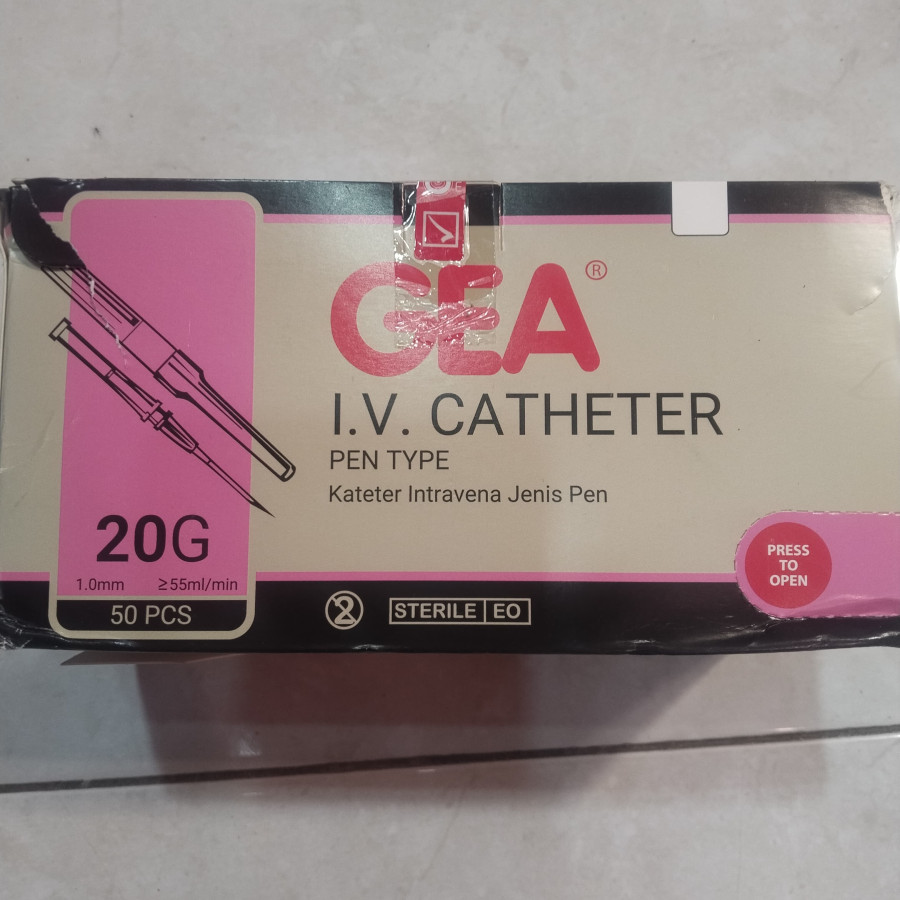 GEA®
I.V. CATHETER
PEN TYPE
Kateter Intravena Jenis Pen
20G
1.0mm ≥55ml/min
50 PCS
2
STERILE EO
PRESS
TO
OPEN